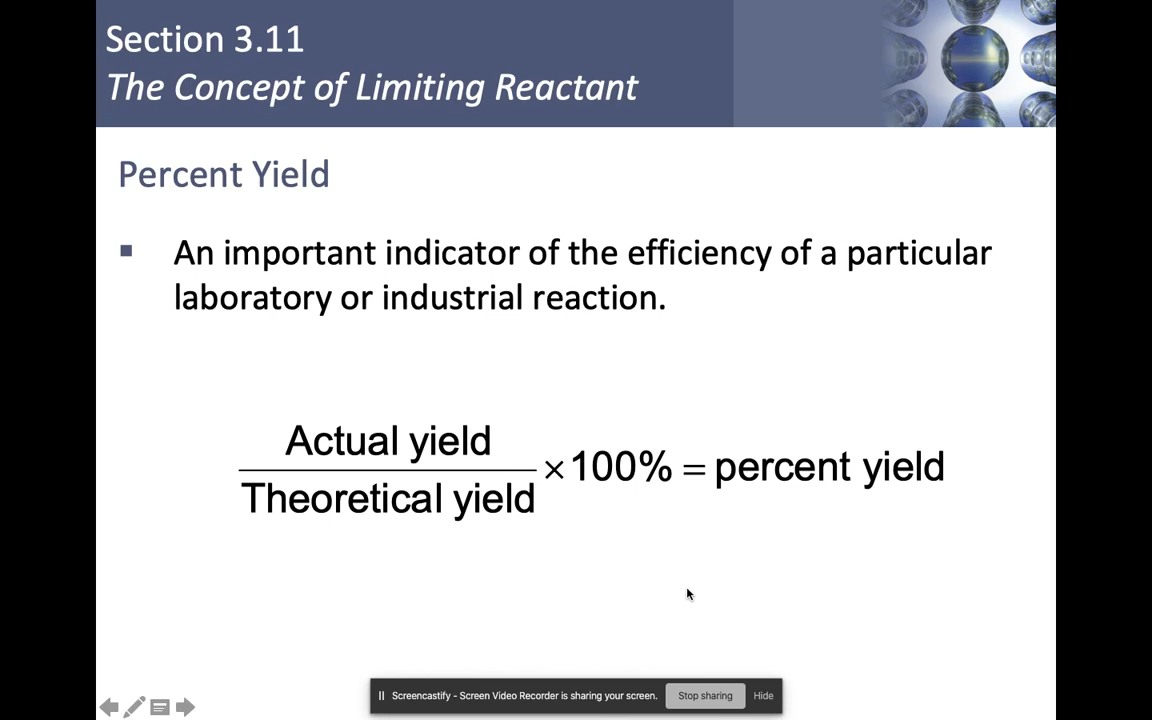 Section 3.11
The Concept of Limiting Reactant
Percent Yield
An important indicator of the efficiency of a particular
laboratory or industrial reaction.
Actual yield
Theoretical yield
×100% = percent yield
Screencastify - Screen Video Recorder is sharing your screen. Stop sharing Hide